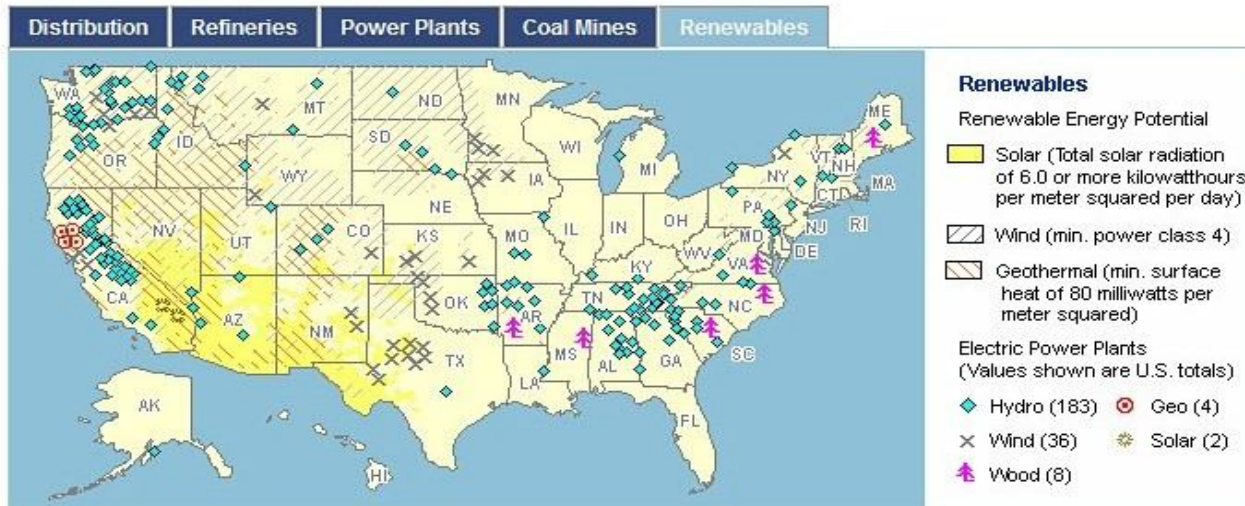 Distribution
Refineries
Power Plants
Coal Mines
Renewables
WA
MT
ND
MN
ME
OR
ID
SD
WI
MI
VT
NH
NY
WY
IA
CT
MA
RI
NE
PA
NJ
NV
UT
CO
KS
MO
IL
IN
OH
WV
MD
DE
VA
KY
CA
AZ
NM
OK
AR
TN
NC
TX
LA
MS
AL
GA
SC
FL
AK
HI
Renewables
Renewable Energy Potential
Solar (Total solar radiation
of 6.0 or more kilowatthours
per meter squared per day)
Wind (min. power class 4)
Geothermal (min. surface
heat of 80 milliwatts per
meter squared)
Electric Power Plants
(Values shown are U.S. totals)
Hydro (183)
Geo (4)
Wind (36)
Solar (2)
Wood (8)